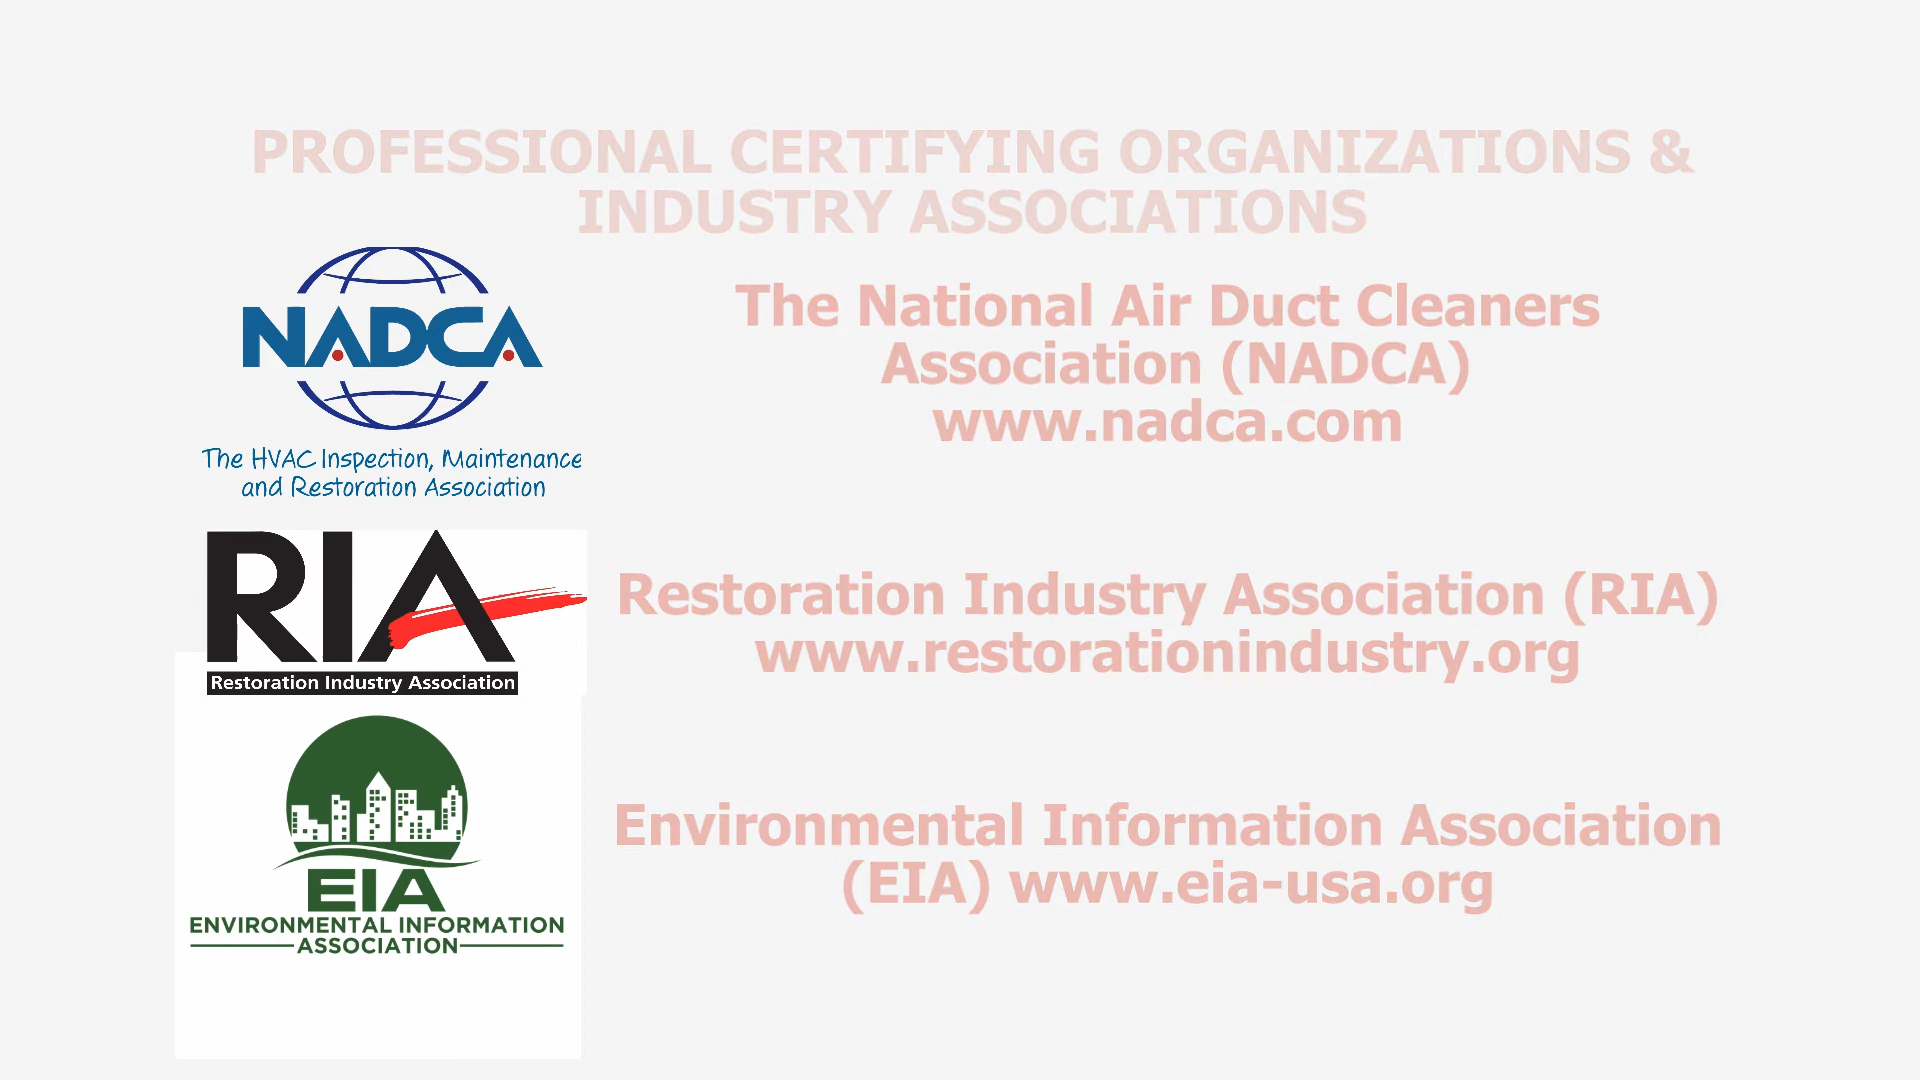 PROFESSIONAL CERTIFYING ORGANIZATIONS &
INDUSTRY ASSOCIATIONS
NADCA
The HVAC Inspection, Maintenance
and Restoration Association
The National Air Duct Cleaners
Association (NADCA)
www.nadca.com
RIA
Restoration Industry Association
Restoration Industry Association (RIA)
www.restorationindustry.org
EIA
ENVIRONMENTAL INFORMATION
ASSOCIATION
Environmental Information Association
(EIA) www.eia-usa.org